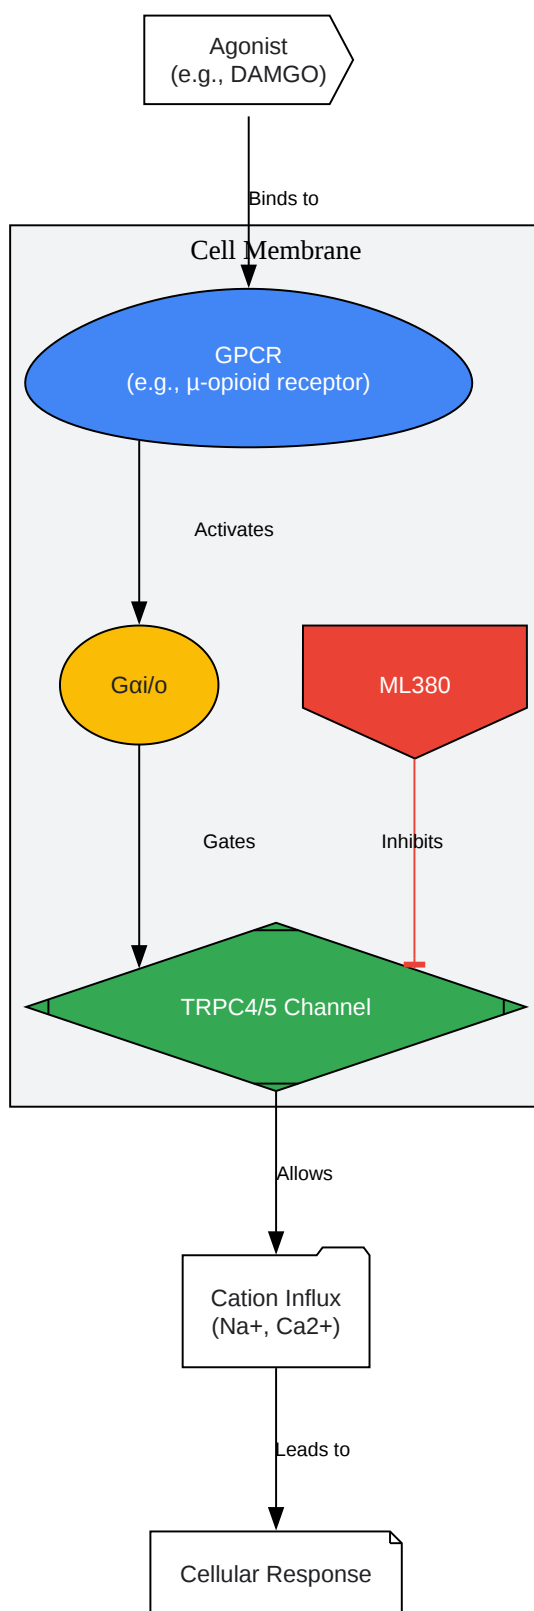 Agonist
(e.g., DAMGO)
Binds to
Cell Membrane
GPCR
(e.g., µ-opioid receptor)
Activates
Gαi/o
ML380
Gates
Inhibits
TRPC4/5 Channel
Allows
Cation Influx
(Na+, Ca2+)
Leads to
Cellular Response